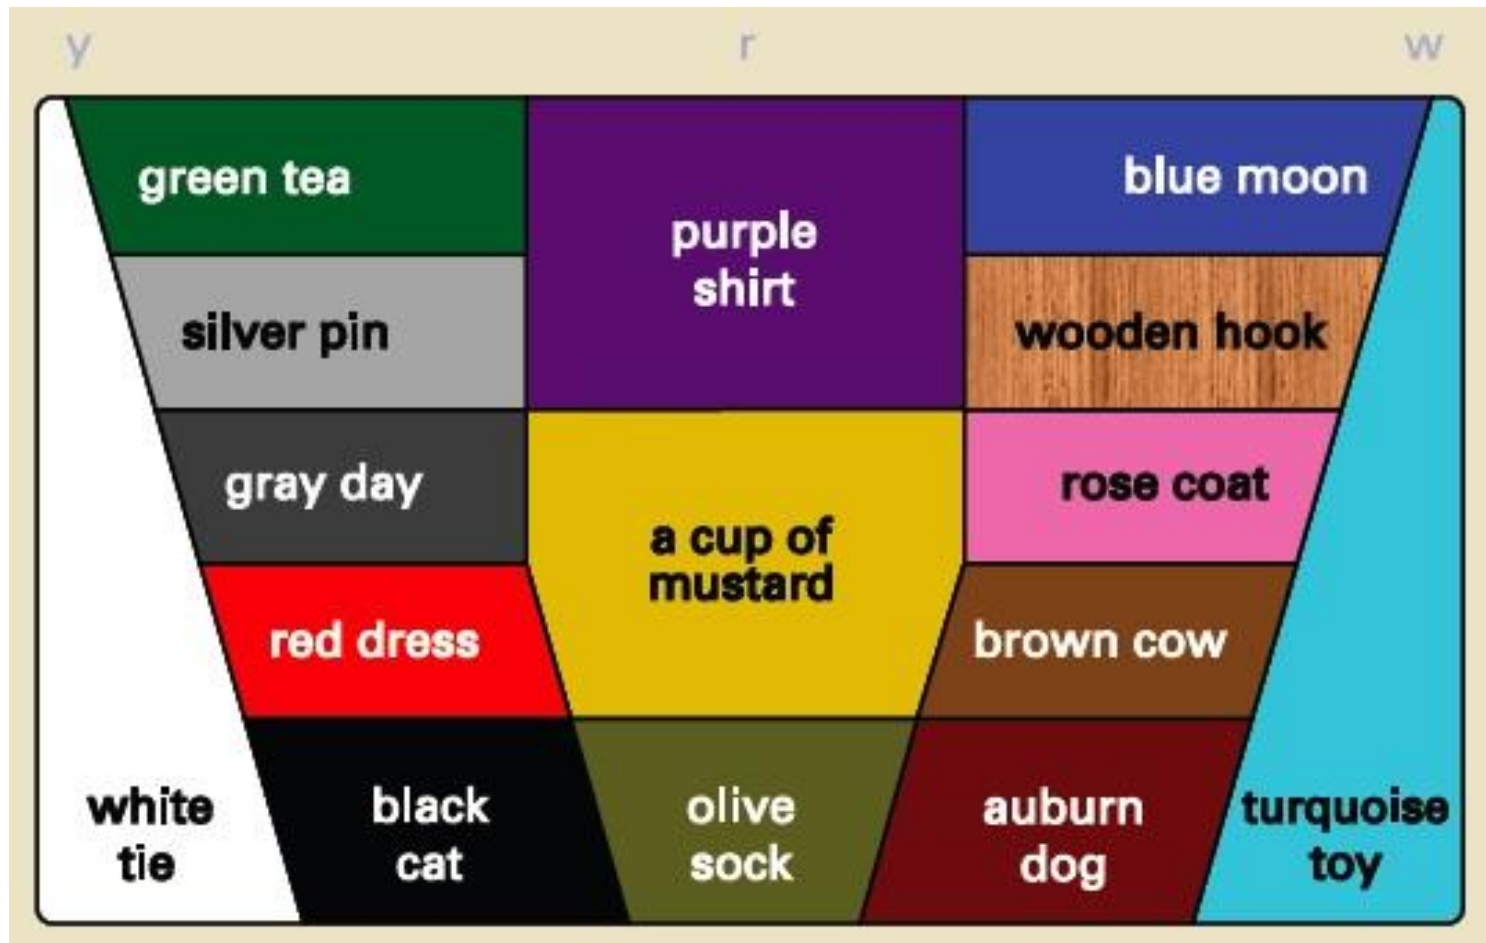 y r w
green tea
purple
shirt
blue moon
silver pin
wooden hook
gray day
a cup of
mustard
rose coat
red dress
brown cow
white
tie
black
cat
olive
sock
auburn
dog
turquoise
toy